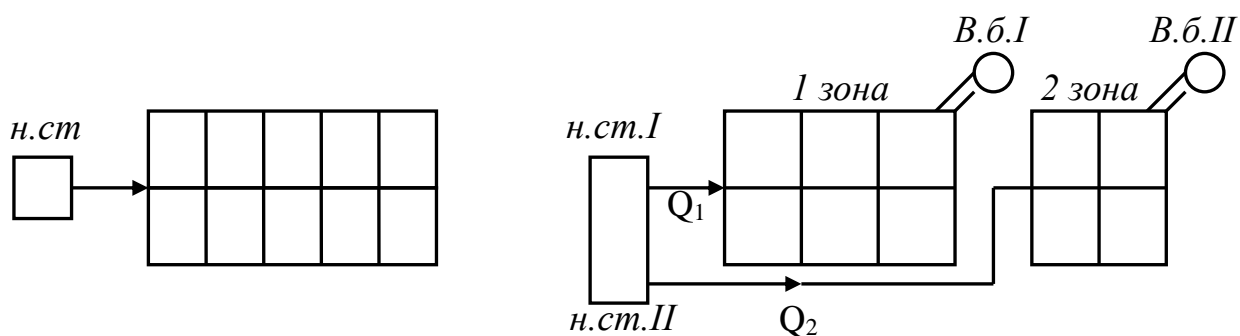 н.ст
В.б.I
В.б.II
1 зона
2 зона
н.ст.I
Q₁
н.ст.II
Q₂